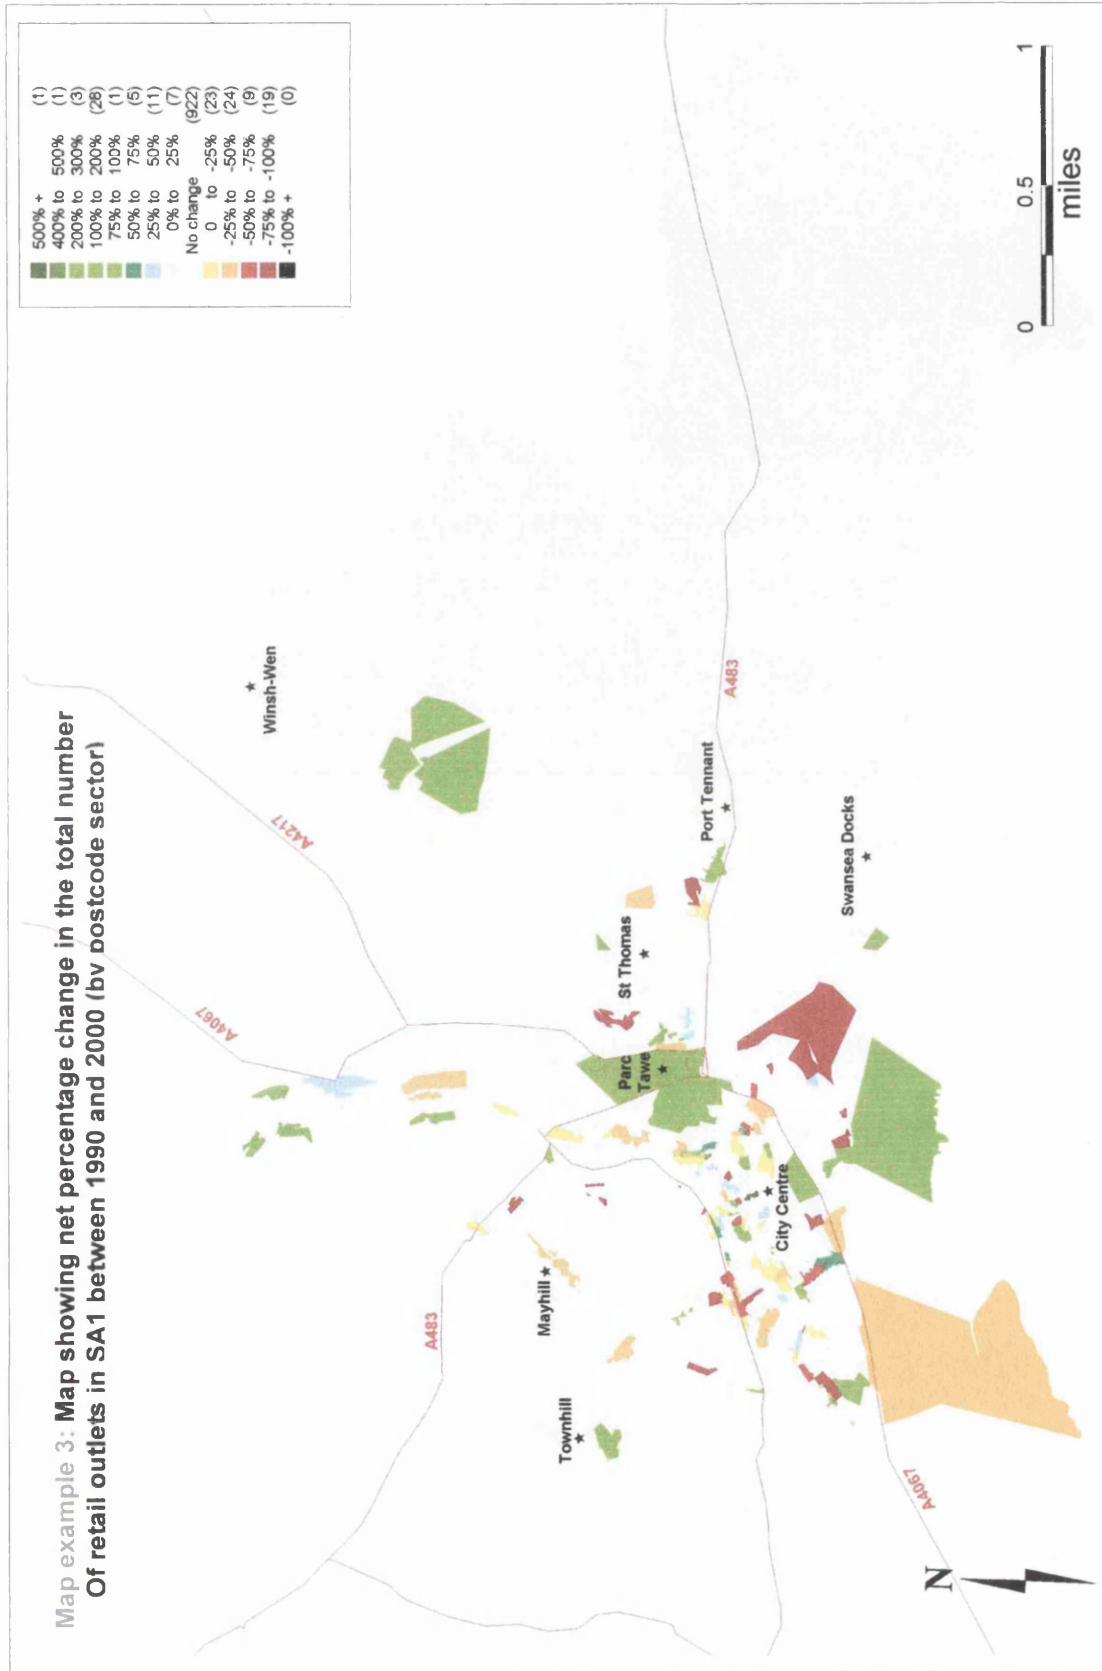 Map example 3: Map showing net percentage change in the total number
Of retail outlets in SA1 between 1990 and 2000 (by postcode sector)
500% + (1)
400% to 500% (1)
200% to 300% (3)
100% to 200% (28)
75% to 100% (1)
50% to 75% (5)
25% to 50% (11)
0% to 25% (7)
No change (922)
0 to -25% (23)
-25% to -50% (24)
-50% to -75% (9)
-75% to -100% (19)
-100% + (0)
A4067
A4217
Winsh-Wen
A483
Mayhill
Townhill
Parc
Tawe
St Thomas
Port Tennant
A483
City Centre
Swansea Docks
A4067
N
0 0.5 1
miles